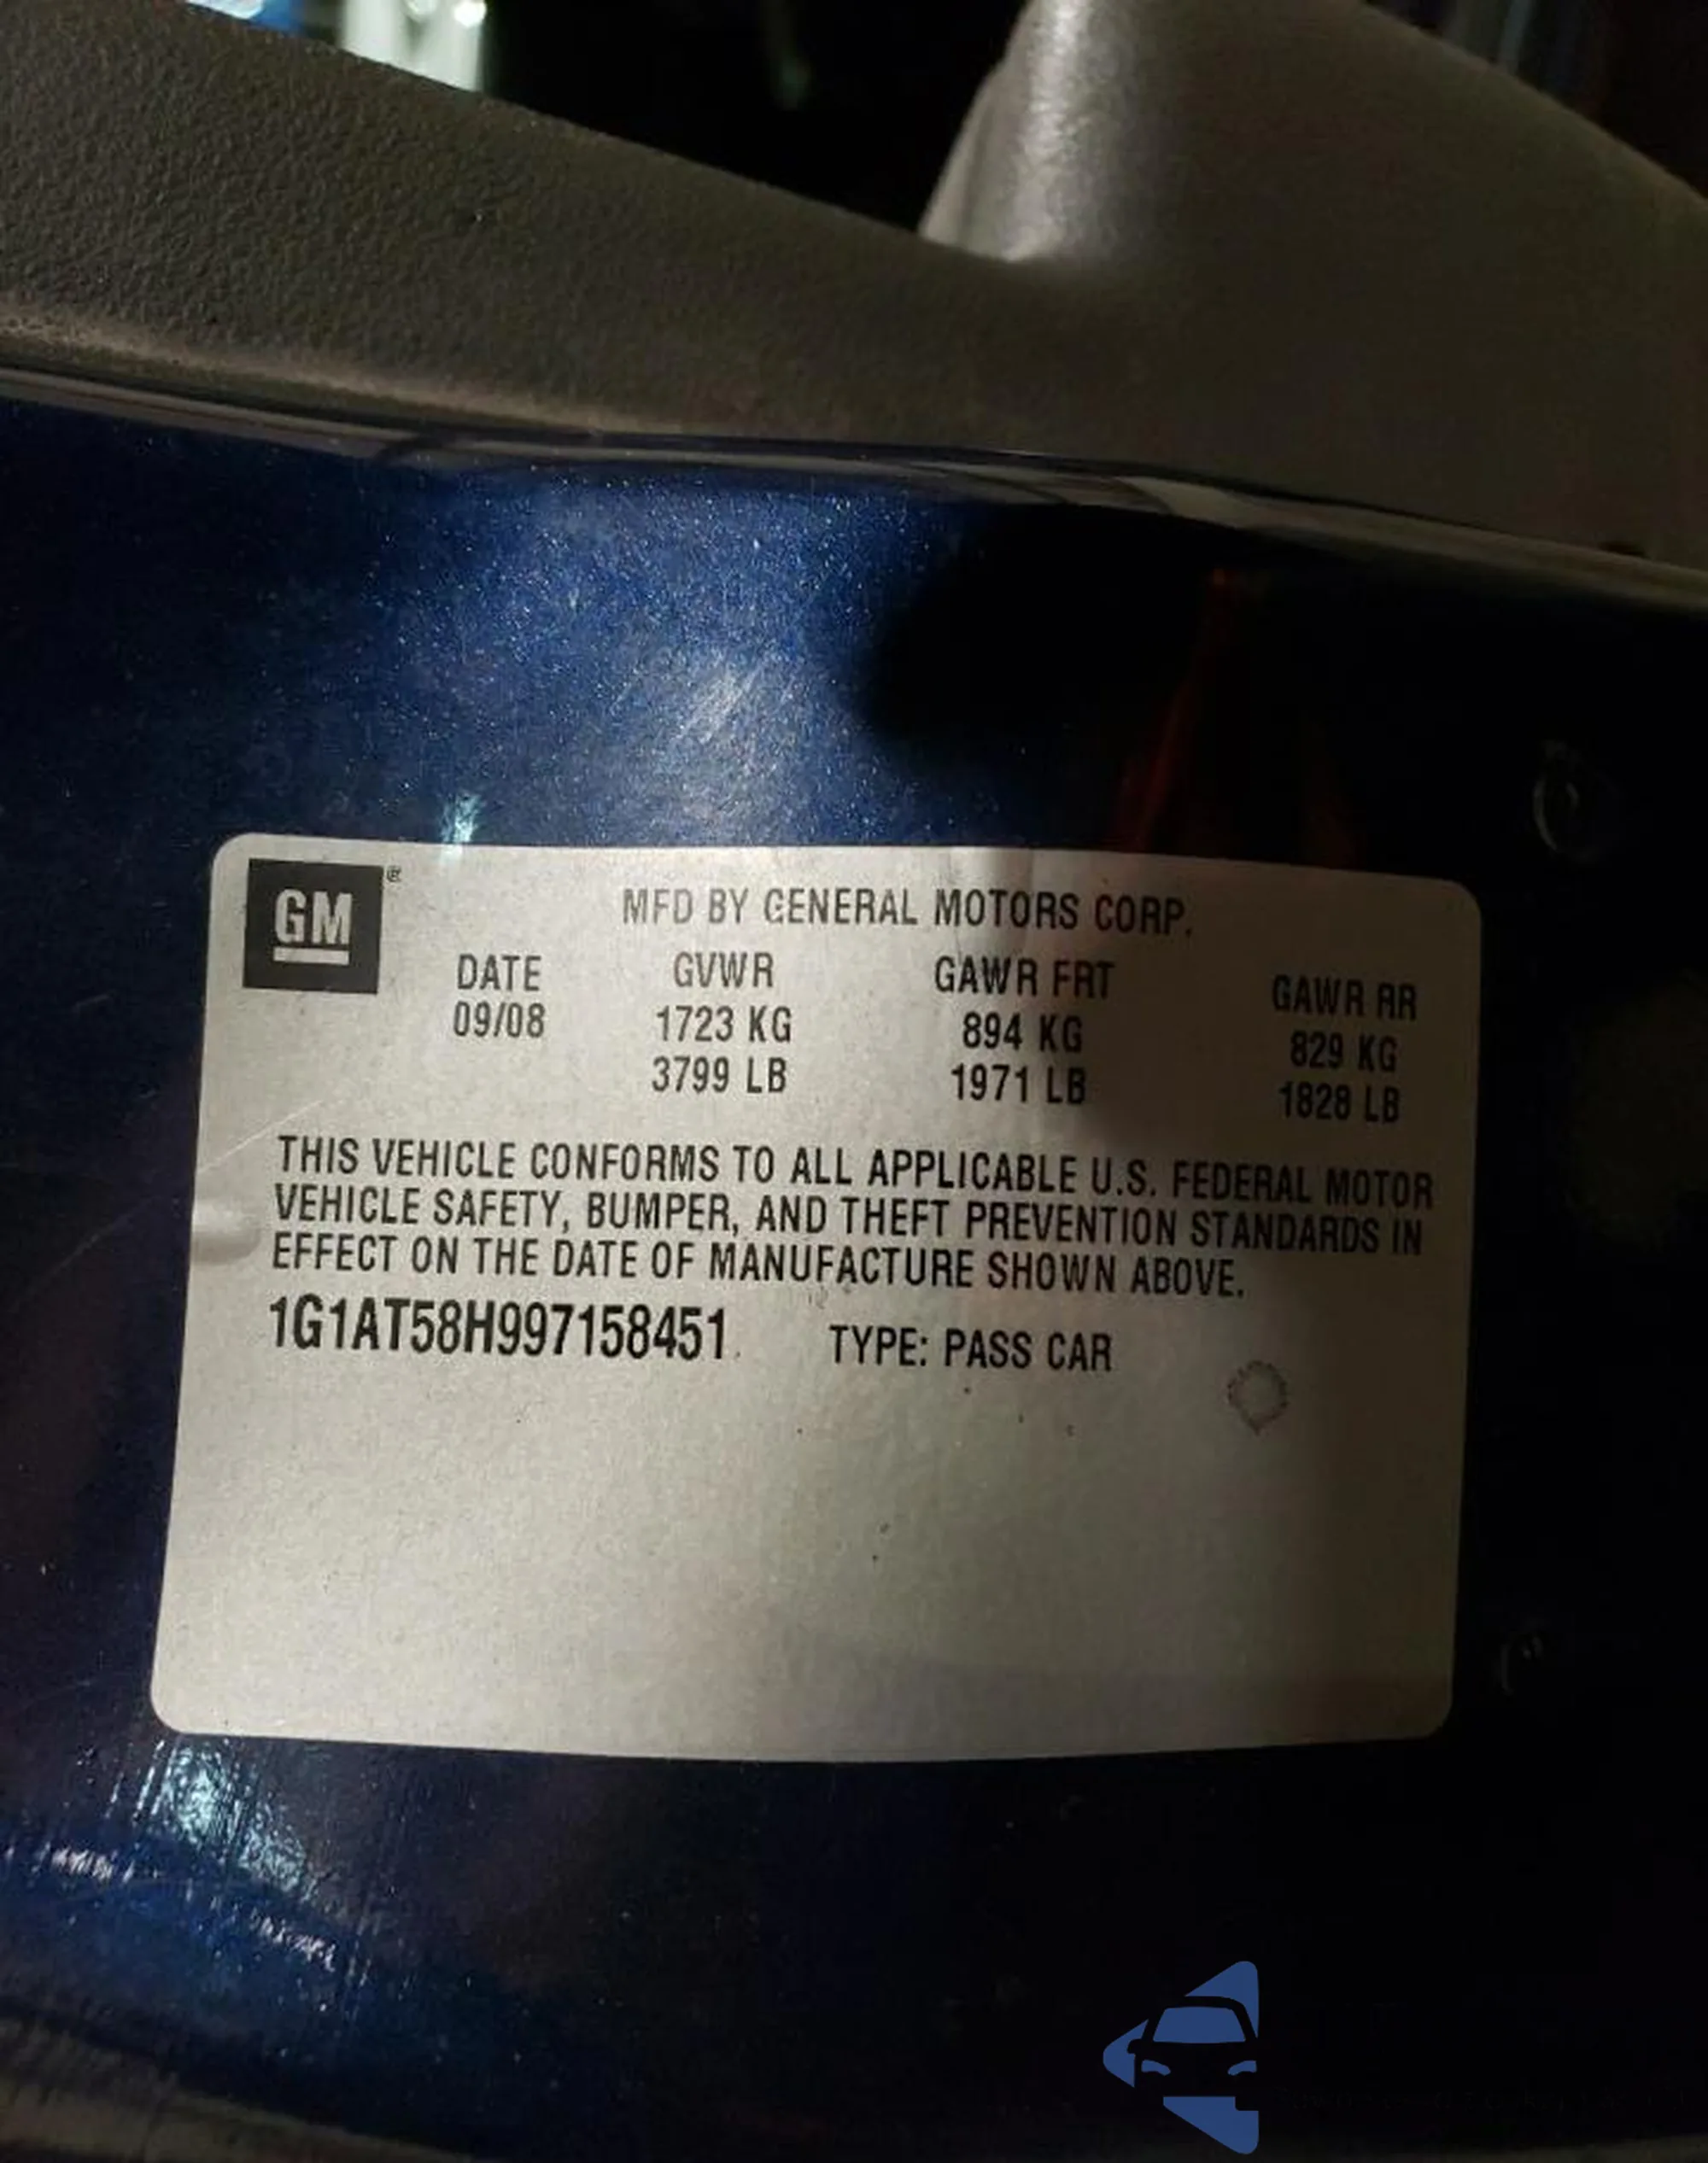 GM ®
MFD BY GENERAL MOTORS CORP.
DATE GVWR GAWR FRT GAWR RR
09/08 1723 KG 894 KG 829 KG
3799 LB 1971 LB 1828 LB
THIS VEHICLE CONFORMS TO ALL APPLICABLE U.S. FEDERAL MOTOR
VEHICLE SAFETY, BUMPER, AND THEFT PREVENTION STANDARDS IN
EFFECT ON THE DATE OF MANUFACTURE SHOWN ABOVE.
1G1AT58H997158451 TYPE: PASS CAR